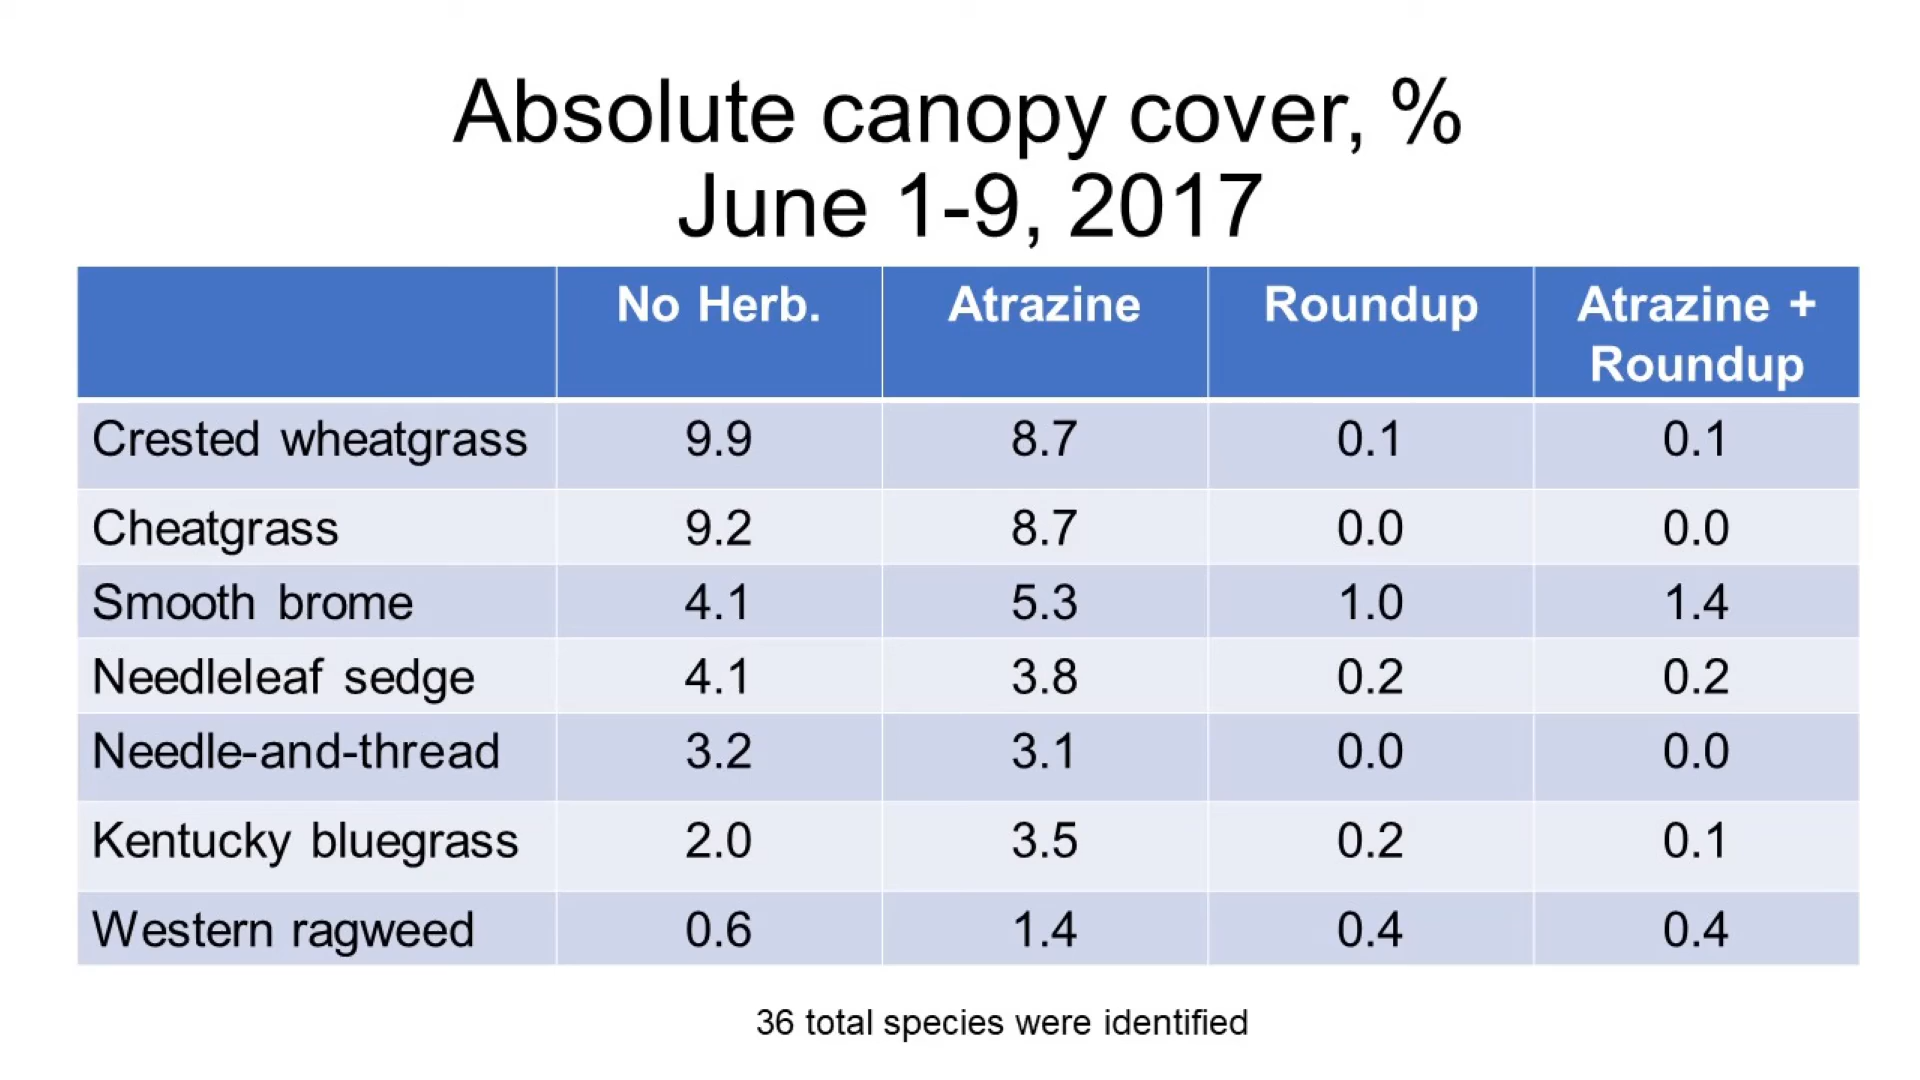 Absolute canopy cover, %
June 1-9, 2017
No Herb. Atrazine Roundup Atrazine +
Roundup
Crested wheatgrass 9.9 8.7 0.1 0.1
Cheatgrass 9.2 8.7 0.0 0.0
Smooth brome 4.1 5.3 1.0 1.4
Needleleaf sedge 4.1 3.8 0.2 0.2
Needle-and-thread 3.2 3.1 0.0 0.0
Kentucky bluegrass 2.0 3.5 0.2 0.1
Western ragweed 0.6 1.4 0.4 0.4
36 total species were identified